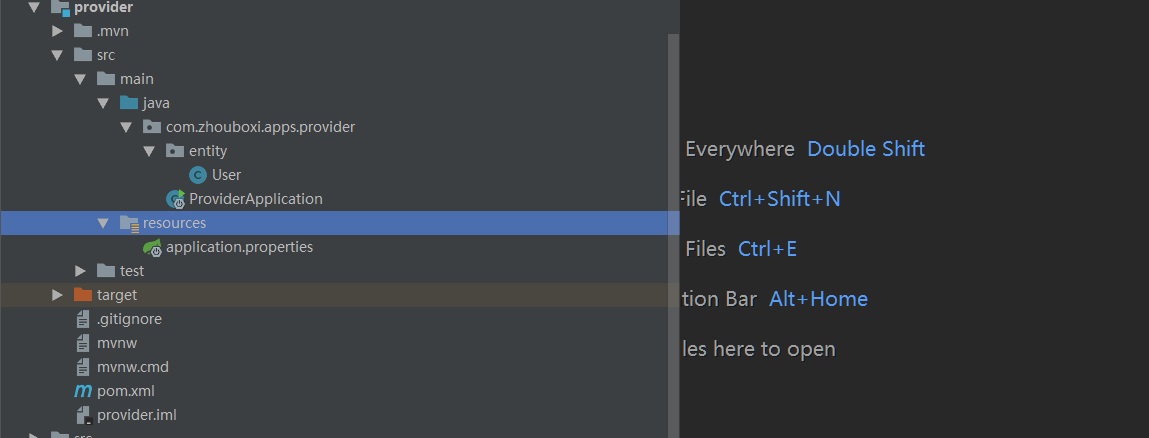 provider
.mvn
src
main
java
com.zhouboxi.apps.provider
entity
Everywhere Double Shift
User
ProviderApplication
File Ctrl+Shift+N
resources
application.properties
Files Ctrl+E
test
target
tion Bar Alt+Home
.gitignore
mvnw
les here to open
mvnw.cmd
pom.xml
provider.iml
src